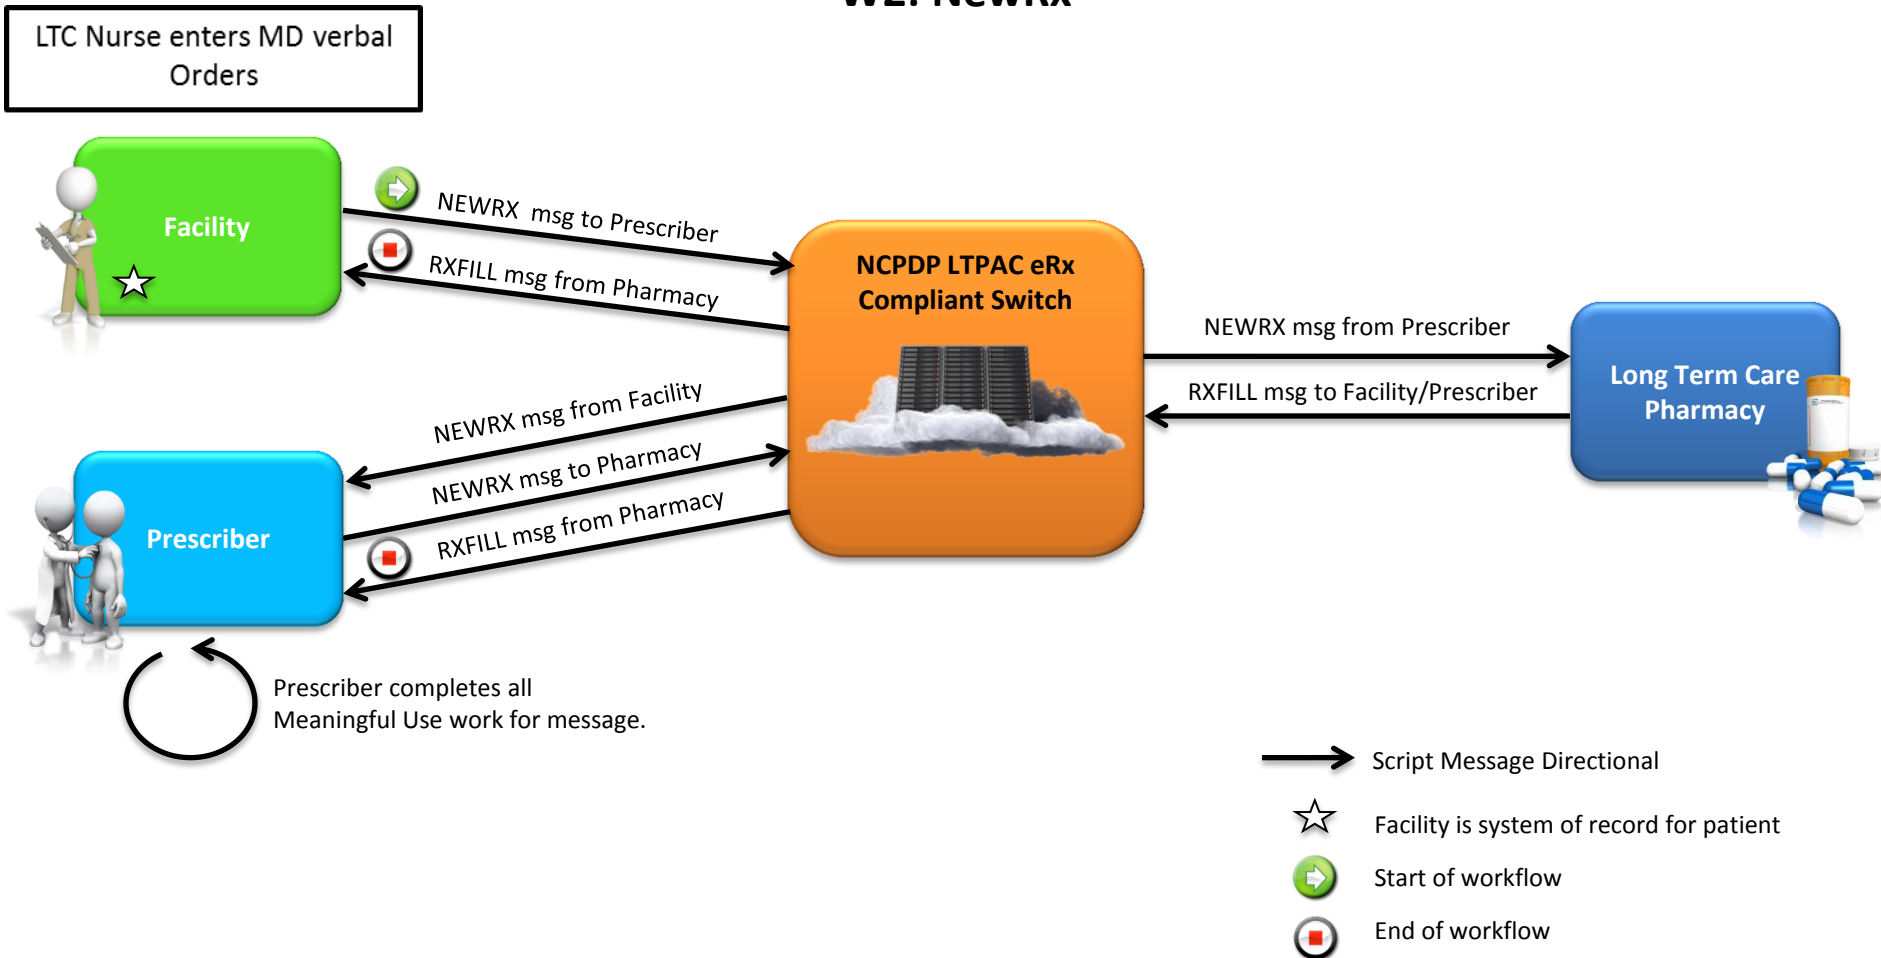 W2: NewRx
LTC Nurse enters MD verbal
Orders
Facility
NEWRX msg to Prescriber
RXFILL msg from Pharmacy
NCPDP LTPAC eRx
Compliant Switch
NEWRX msg from Prescriber
RXFILL msg to Facility/Prescriber
Long Term Care
Pharmacy
NEWRX msg from Facility
NEWRX msg to Pharmacy
RXFILL msg from Pharmacy
Prescriber
Prescriber completes all
Meaningful Use work for message.
Script Message Directional
Facility is system of record for patient
Start of workflow
End of workflow